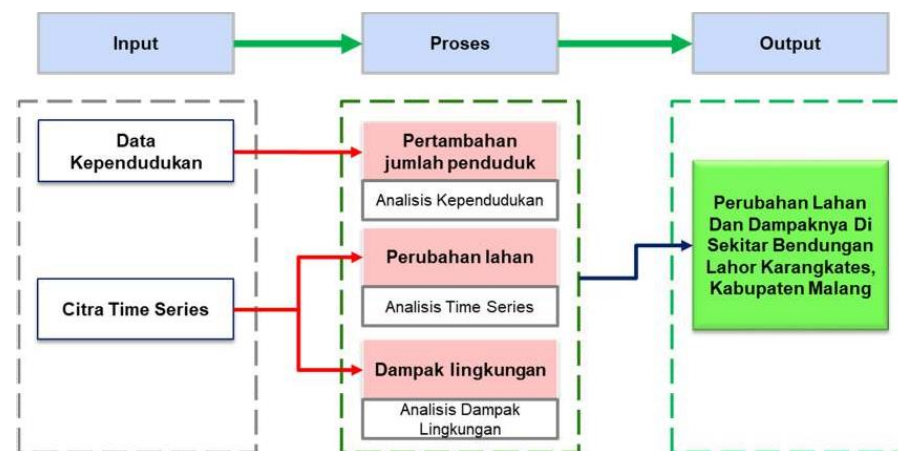 Input
Proses
Output
Data
Kependudukan
Citra Time Series
Pertambahan
jumlah penduduk
Analisis Kependudukan
Perubahan lahan
Analisis Time Series
Dampak lingkungan
Analisis Dampak
Lingkungan
Perubahan Lahan
Dan Dampaknya Di
Sekitar Bendungan
Lahor Karangkates,
Kabupaten Malang